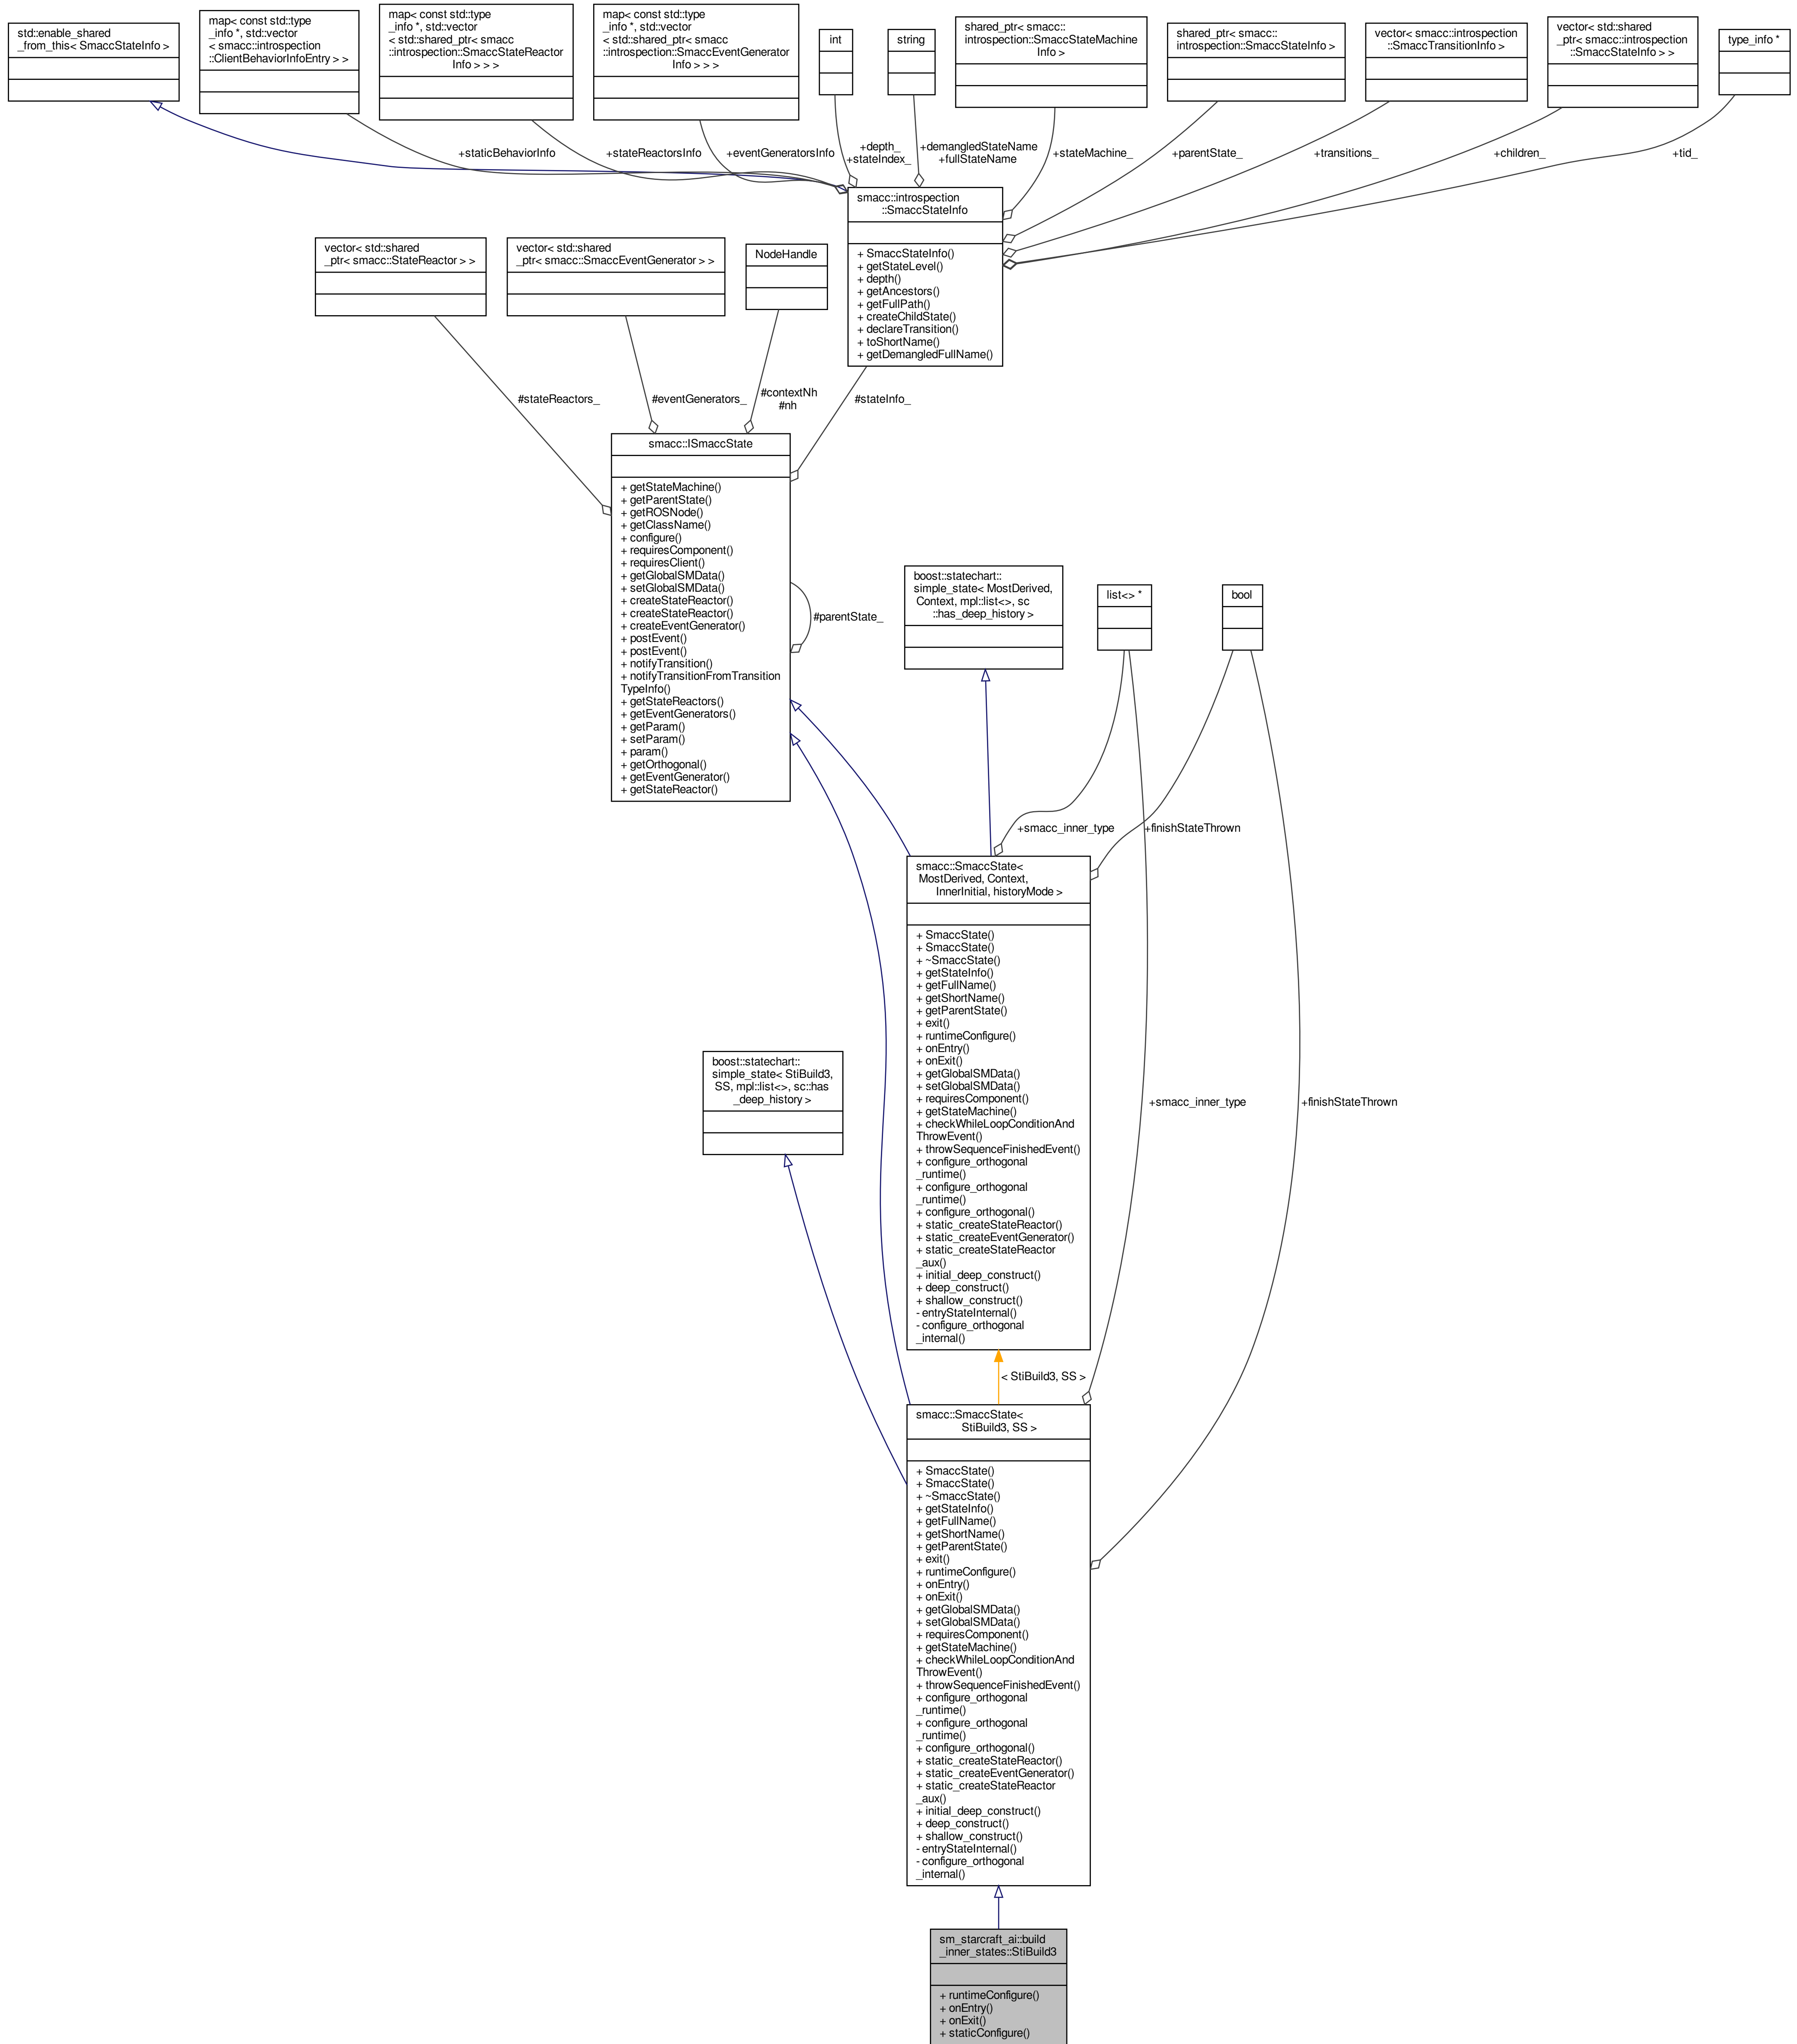 std::enable_shared
_from_this< SmaccStateInfo >
map< const std::type
_info *, std::vector
< smacc::introspection
::ClientBehaviorInfoEntry > >
map< const std::type
_info *, std::vector
< std::shared_ptr< smacc
::introspection::SmaccStateReactor
Info > > >
map< const std::type
_info *, std::vector
< std::shared_ptr< smacc
::introspection::SmaccEventGenerator
Info > > >
int
string
shared_ptr< smacc::
introspection::SmaccStateMachine
Info >
shared_ptr< smacc::
introspection::SmaccStateInfo >
vector< smacc::introspection
::SmaccTransitionInfo >
vector< std::shared
_ptr< smacc::introspection
::SmaccStateInfo > >
type_info *
+staticBehaviorInfo
+stateReactorsInfo
+eventGeneratorsInfo
+depth_
+stateIndex_
+demangledStateName
+fullStateName
+stateMachine_
+parentState_
+transitions_
+children_
+tid_
smacc::introspection
::SmaccStateInfo
+ SmaccStateInfo()
+ getStateLevel()
+ depth()
+ getAncestors()
+ getFullPath()
+ createChildState()
+ declareTransition()
+ toShortName()
+ getDemangledFullName()
vector< std::shared
_ptr< smacc::StateReactor > >
vector< std::shared
_ptr< smacc::SmaccEventGenerator > >
NodeHandle
#stateReactors_
#eventGenerators_
#contextNh
#nh
#stateInfo_
smacc::ISmaccState
+ getStateMachine()
+ getParentState()
+ getROSNode()
+ getClassName()
+ configure()
+ requiresComponent()
+ requiresClient()
+ getGlobalSMData()
+ setGlobalSMData()
+ createStateReactor()
+ createStateReactor()
+ createEventGenerator()
+ postEvent()
+ postEvent()
+ notifyTransition()
+ notifyTransitionFromTransition
TypeInfo()
+ getStateReactors()
+ getEventGenerators()
+ getParam()
+ setParam()
+ param()
+ getOrthogonal()
+ getEventGenerator()
+ getStateReactor()
#parentState_
boost::statechart::
simple_state< MostDerived,
Context, mpl::list<>, sc
::has_deep_history >
list<> *
bool
+smacc_inner_type
+finishStateThrown
smacc::SmaccState<
MostDerived, Context,
InnerInitial, historyMode >
+ SmaccState()
+ SmaccState()
+ ~SmaccState()
+ getStateInfo()
+ getFullName()
+ getShortName()
+ getParentState()
+ exit()
+ runtimeConfigure()
+ onEntry()
+ onExit()
+ getGlobalSMData()
+ setGlobalSMData()
+ requiresComponent()
+ getStateMachine()
+ checkWhileLoopConditionAnd
ThrowEvent()
+ throwSequenceFinishedEvent()
+ configure_orthogonal
_runtime()
+ configure_orthogonal
_runtime()
+ configure_orthogonal()
+ static_createStateReactor()
+ static_createEventGenerator()
+ static_createStateReactor
_aux()
+ initial_deep_construct()
+ deep_construct()
+ shallow_construct()
- entryStateInternal()
- configure_orthogonal
_internal()
boost::statechart::
simple_state< StiBuild3,
SS, mpl::list<>, sc::has
_deep_history >
+smacc_inner_type
+finishStateThrown
< StiBuild3, SS >
smacc::SmaccState<
StiBuild3, SS >
+ SmaccState()
+ SmaccState()
+ ~SmaccState()
+ getStateInfo()
+ getFullName()
+ getShortName()
+ getParentState()
+ exit()
+ runtimeConfigure()
+ onEntry()
+ onExit()
+ getGlobalSMData()
+ setGlobalSMData()
+ requiresComponent()
+ getStateMachine()
+ checkWhileLoopConditionAnd
ThrowEvent()
+ throwSequenceFinishedEvent()
+ configure_orthogonal
_runtime()
+ configure_orthogonal
_runtime()
+ configure_orthogonal()
+ static_createStateReactor()
+ static_createEventGenerator()
+ static_createStateReactor
_aux()
+ initial_deep_construct()
+ deep_construct()
+ shallow_construct()
- entryStateInternal()
- configure_orthogonal
_internal()
sm_starcraft_ai::build
_inner_states::StiBuild3
+ runtimeConfigure()
+ onEntry()
+ onExit()
+ staticConfigure()